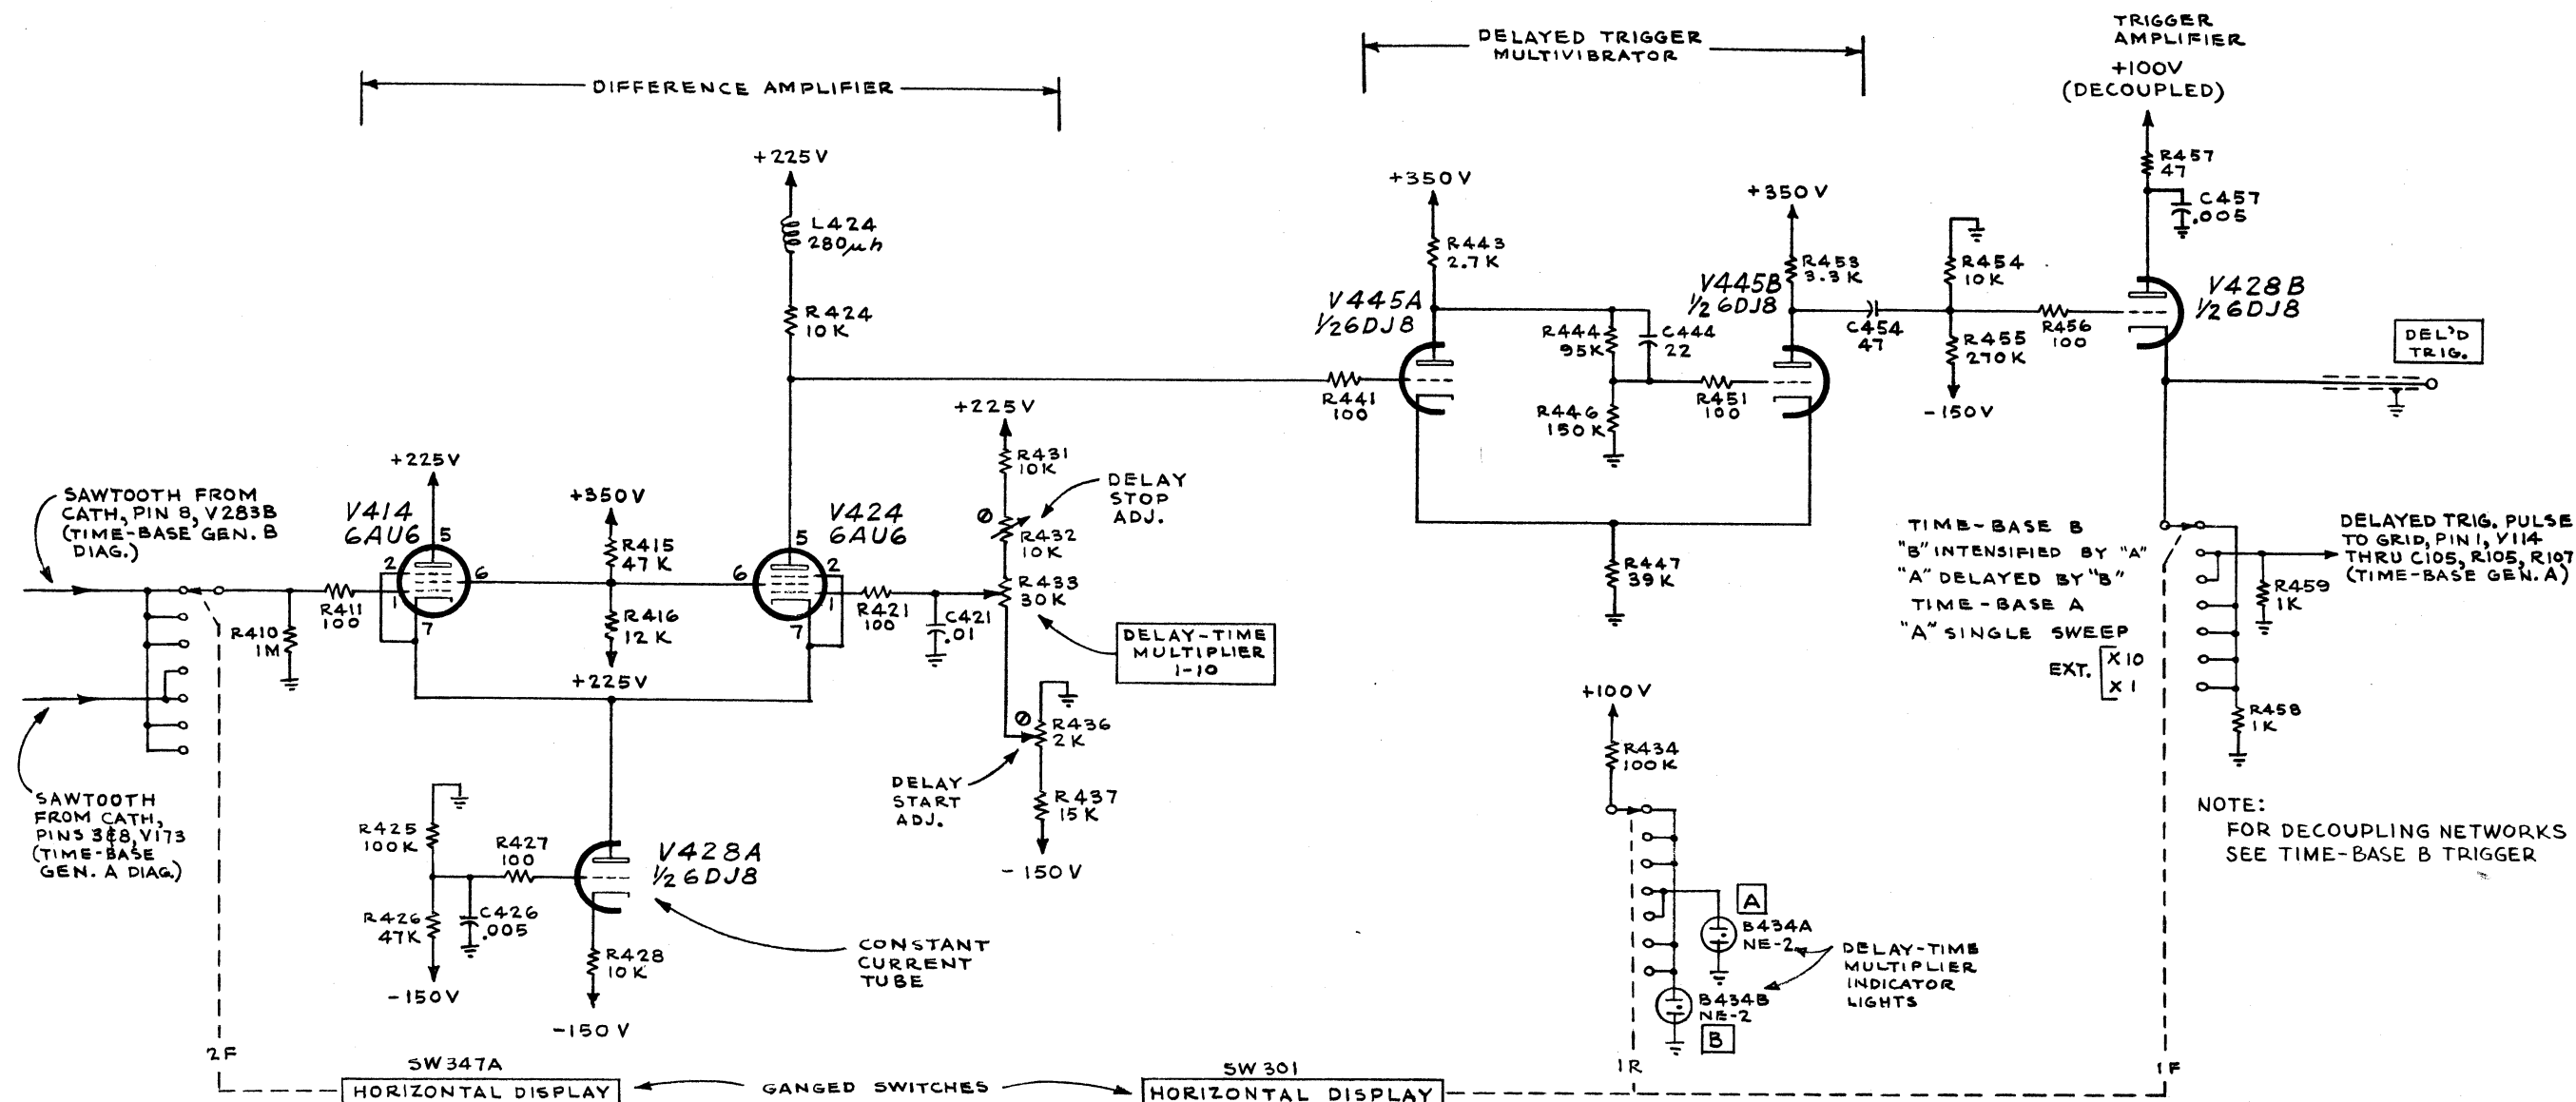 DIFFERENCE AMPLIFIER
DELAYED TRIGGER
MULTIVIBRATOR
TRIGGER
AMPLIFIER
+100V
(DECOUPLED)
+225V
L424
280µh
R424
10K
+350V
R443
2.7K
V445A
1/2 6DJ8
R441
100
R444
95K
C444
22
R446
150K
R451
100
+350V
R453
3.3K
V445B
1/2 6DJ8
C454
47
R454
10K
R455
270K
-150V
R456
100
R457
47
C457
.005
V428B
1/2 6DJ8
DEL'D
TRIG.
R447
39K
SAWTOOTH FROM
CATH, PIN 8, V283B
(TIME-BASE GEN. B
DIAG.)
+225V
V414
6AU6
5
2
1
6
7
R410
1M
R411
100
+350V
R415
47K
R416
12K
+225V
V424
6AU6
5
2
6
1
7
R421
100
C421
.01
+225V
R431
10K
DELAY
STOP
ADJ.
R432
10K
R433
30K
DELAY-TIME
MULTIPLIER
1-10
R436
2K
DELAY
START
ADJ.
R437
15K
-150V
SAWTOOTH
FROM CATH,
PINS 3&8, V173
(TIME-BASE
GEN. A DIAG.)
R425
100K
R427
100
V428A
1/2 6DJ8
R426
47K
C426
.005
-150V
R428
10K
-150V
CONSTANT
CURRENT
TUBE
+100V
R434
100K
A
B434A
NE-2
B434B
NE-2
B
DELAY-TIME
MULTIPLIER
INDICATOR
LIGHTS
TIME-BASE B
"B" INTENSIFIED BY "A"
"A" DELAYED BY "B"
TIME-BASE A
"A" SINGLE SWEEP
EXT.
X10
X1
DELAYED TRIG. PULSE
TO GRID, PIN 1, V114
THRU C105, R105, R107
(TIME-BASE GEN. A)
R459
1K
R458
1K
NOTE:
FOR DECOUPLING NETWORKS
SEE TIME-BASE B TRIGGER
2F
SW347A
HORIZONTAL DISPLAY
GANGED SWITCHES
SW301
HORIZONTAL DISPLAY
1R
1F